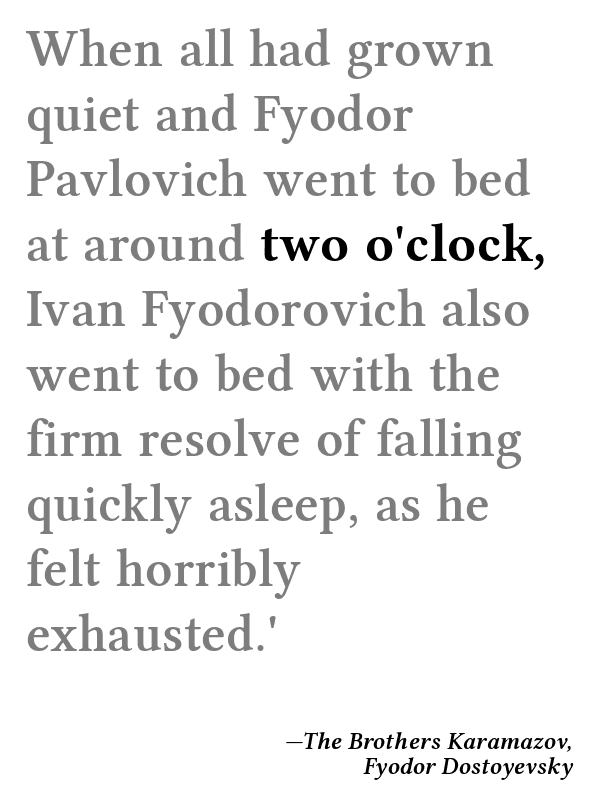 When all had grown
quiet and Fyodor
Pavlovich went to bed
at around two o'clock,
Ivan Fyodorovich also
went to bed with the
firm resolve of falling
quickly asleep, as he
felt horribly
exhausted.'
—The Brothers Karamazov,
Fyodor Dostoyevsky